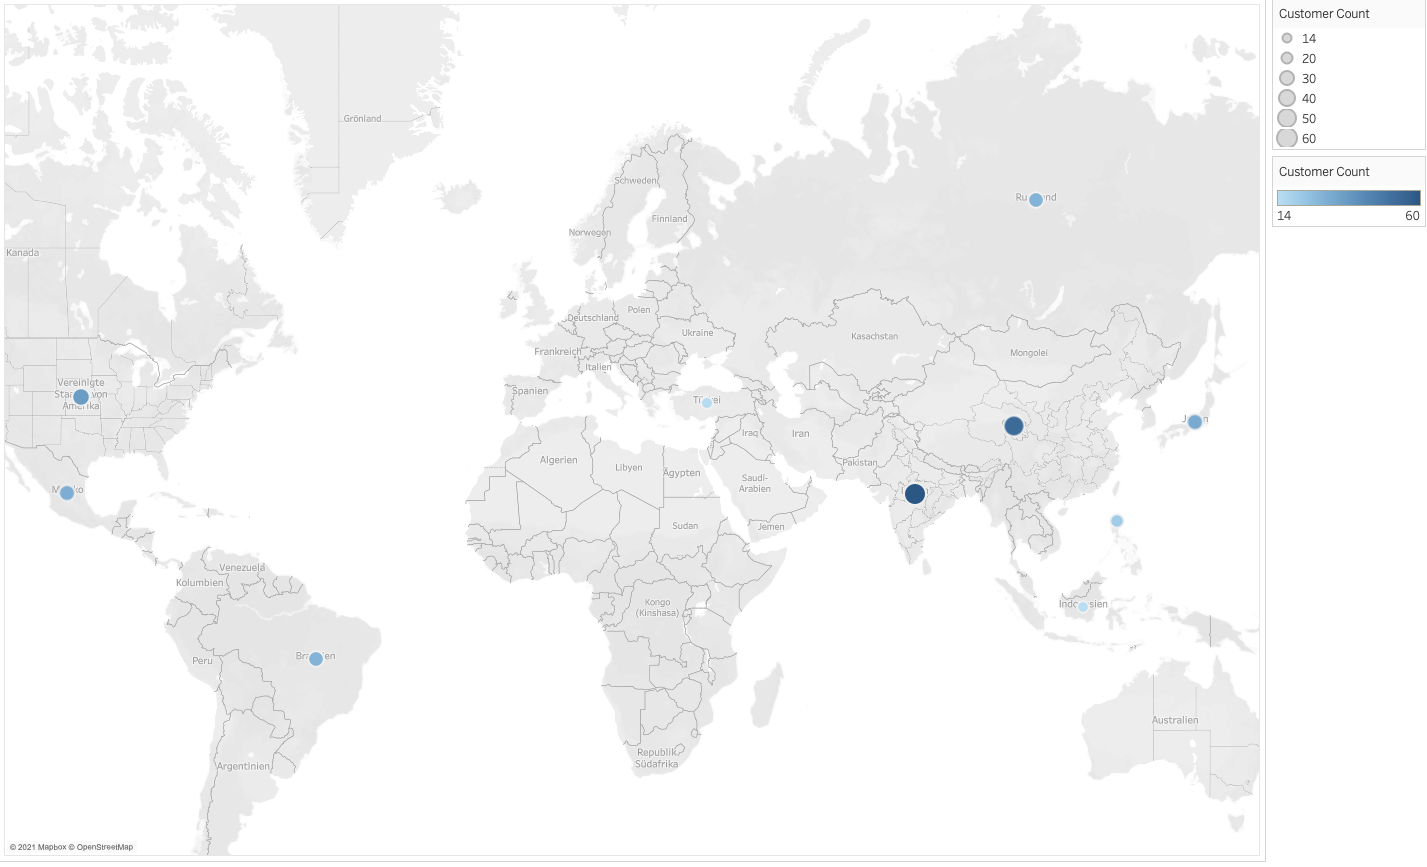 Grönland
Schweden
Finnland
Norwegen
Kanada
Polen
Deutschland
Ukraine
Kasachstan
Frankreich
Mongolei
Italien
Vereinigte
Staaten von
Amerika
Spanien
Iraq
Iran
Algerien
Libyen
Ägypten
Pakistan
Saudi-
Arabien
Sudan
Jemen
Venezuela
Kolumbien
Kongo
(Kinshasa)
Peru
Australien
Republik
Südafrika
Argentinien
© 2021 Mapbox © OpenStreetMap
Customer Count
14
20
30
40
50
60
Customer Count
14 60